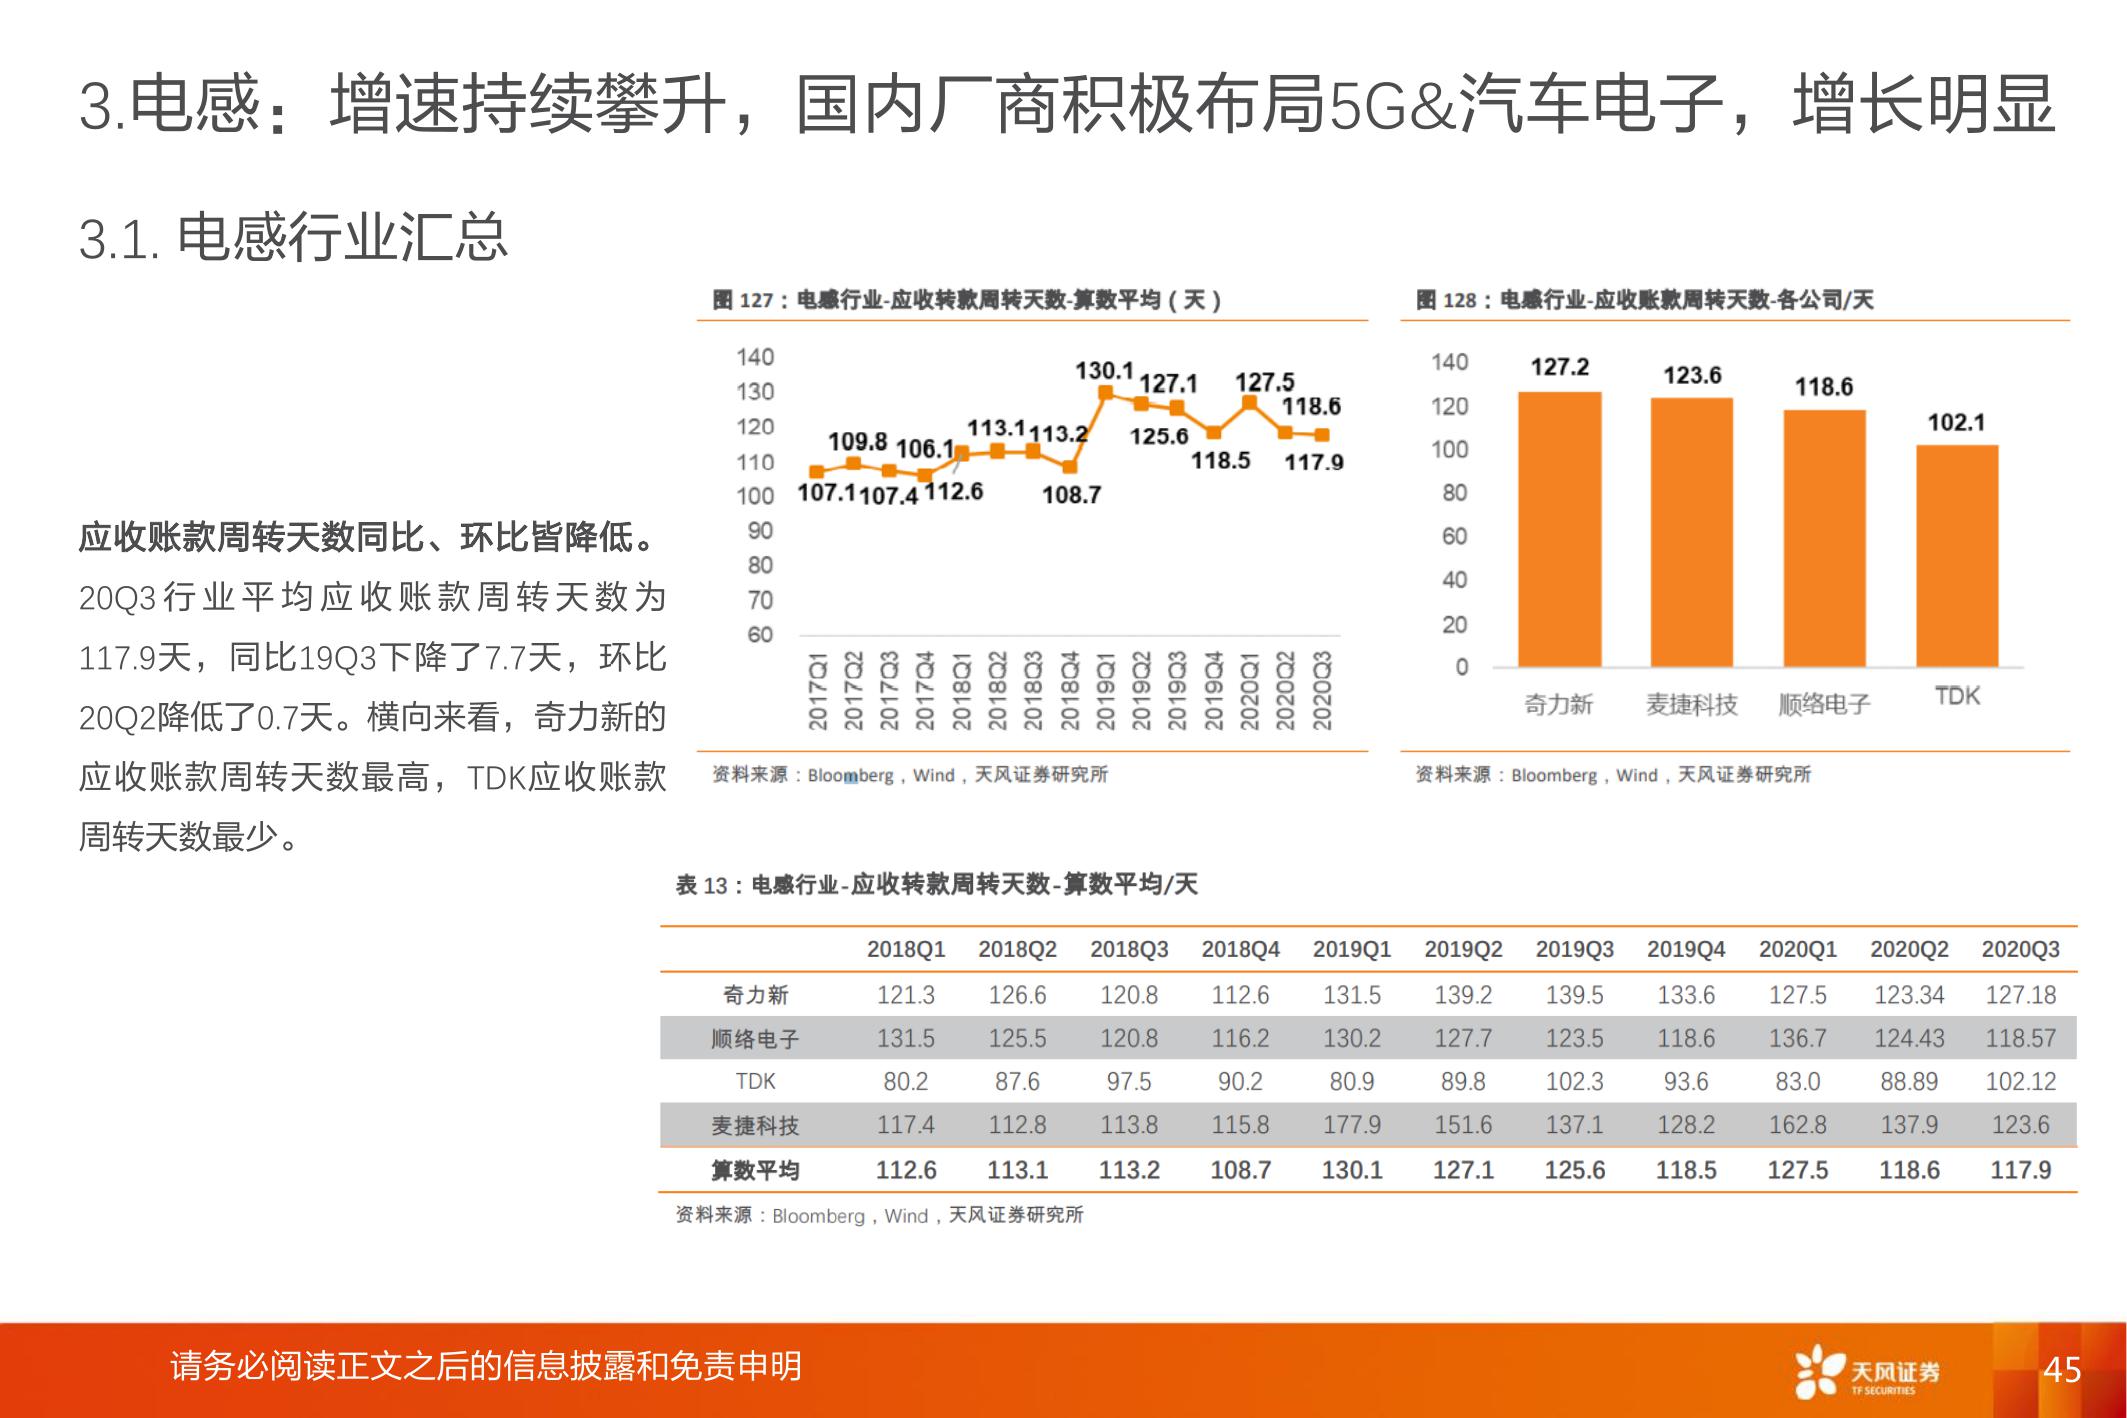 3.电感：增速持续攀升，国内厂商积极布局5G&汽车电子，增长明显
3.1. 电感行业汇总
应收账款周转天数同比、环比皆降低。
20Q3行业平均应收账款周转天数为
117.9天，同比19Q3下降了7.7天，环比
20Q2降低了0.7天。横向来看，奇力新的
应收账款周转天数最高，TDK应收账款
周转天数最少。
图 127：电感行业-应收转款周转天数-算数平均（天）
140
130
120
110
100
90
80
70
60
107.1
109.8
107.4
106.1
112.6
113.1
113.2
108.7
130.1
127.1
125.6
118.5
127.5
118.6
117.9
2017Q1
2017Q2
2017Q3
2017Q4
2018Q1
2018Q2
2018Q3
2018Q4
2019Q1
2019Q2
2019Q3
2019Q4
2020Q1
2020Q2
2020Q3
资料来源：Bloomberg，Wind，天风证券研究所
图 128：电感行业-应收账款周转天数-各公司/天
140
120
100
80
60
40
20
0
127.2
123.6
118.6
102.1
奇力新 麦捷科技 顺络电子 TDK
资料来源：Bloomberg，Wind，天风证券研究所
表 13：电感行业-应收转款周转天数-算数平均/天
2018Q1 2018Q2 2018Q3 2018Q4 2019Q1 2019Q2 2019Q3 2019Q4 2020Q1 2020Q2 2020Q3
奇力新 121.3 126.6 120.8 112.6 131.5 139.2 139.5 133.6 127.5 123.34 127.18
顺络电子 131.5 125.5 120.8 116.2 130.2 127.7 123.5 118.6 136.7 124.43 118.57
TDK 80.2 87.6 97.5 90.2 80.9 89.8 102.3 93.6 83.0 88.89 102.12
麦捷科技 117.4 112.8 113.8 115.8 177.9 151.6 137.1 128.2 162.8 137.9 123.6
算数平均 112.6 113.1 113.2 108.7 130.1 127.1 125.6 118.5 127.5 118.6 117.9
资料来源：Bloomberg，Wind，天风证券研究所
请务必阅读正文之后的信息披露和免责申明
天风证券
TF SECURITIES
45